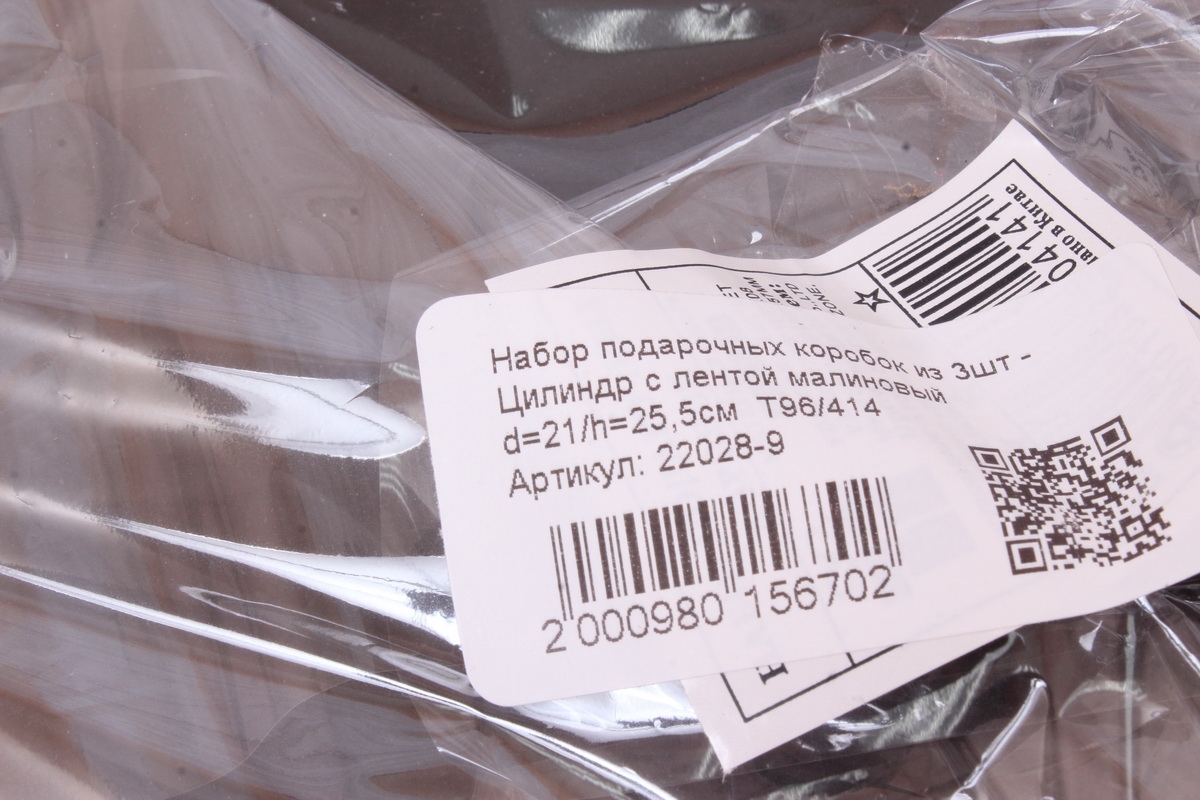 Набор подарочных коробок из 3шт -
Цилиндр с лентой малиновый
d=21/h=25,5см T96/414
Артикул: 22028-9
2 000980 156702
04141
в Китае